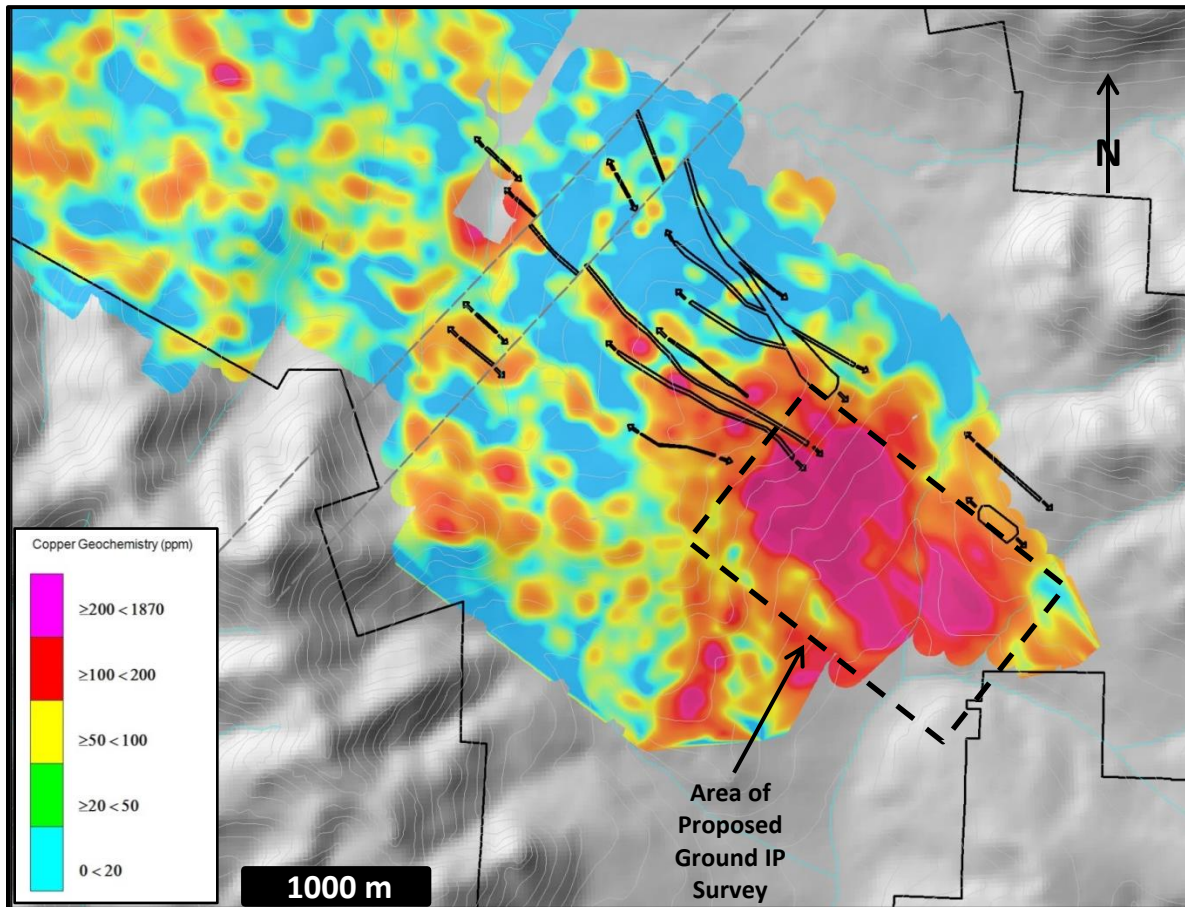 N
Copper Geochemistry (ppm)
≥200 < 1870
≥100 < 200
≥50 < 100
≥20 < 50
0 < 20
1000 m
Area of
Proposed
Ground IP
Survey